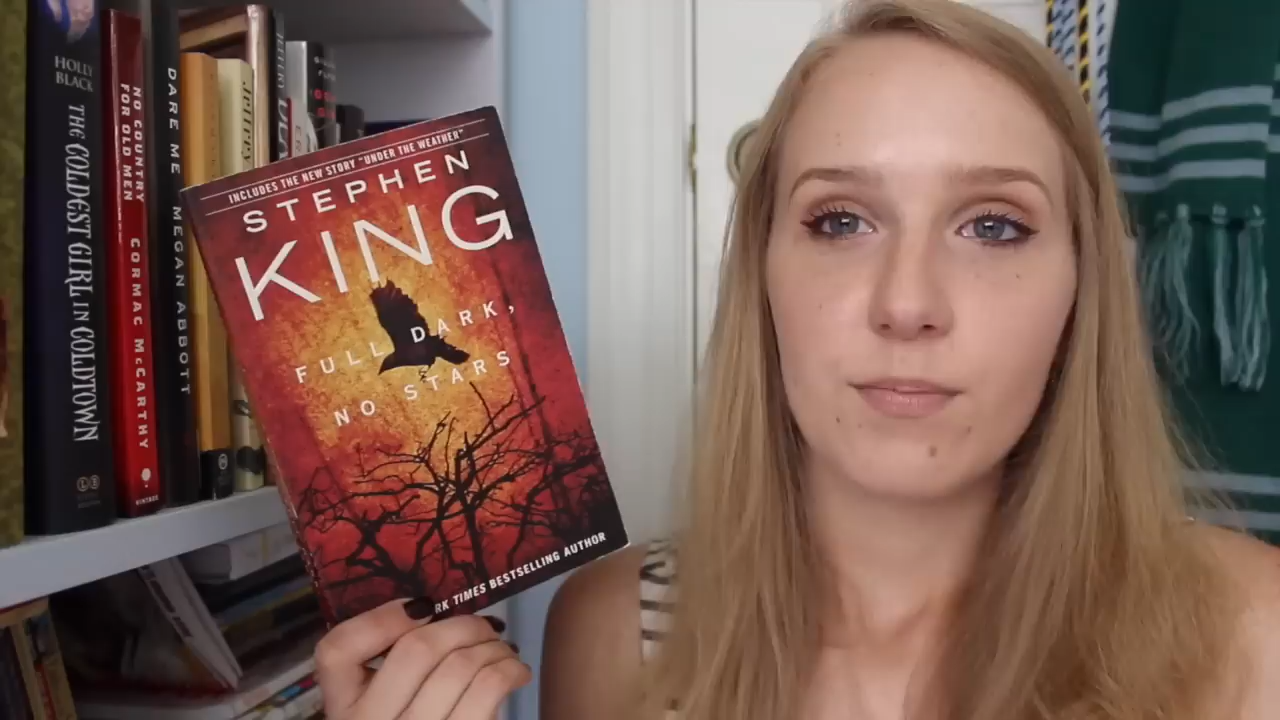 HOLLY
BLACK
THE COLDEST GIRL IN COLDTOWN
NO COUNTRY
FOR OLD MEN
CORMAC McCARTHY
DARE ME
MEGAN ABBOTT
INCLUDES THE NEW STORY "UNDER THE WEATHER"
STEPHEN
KING
FULL DARK,
NO STARS
RK TIMES BESTSELLING AUTHOR